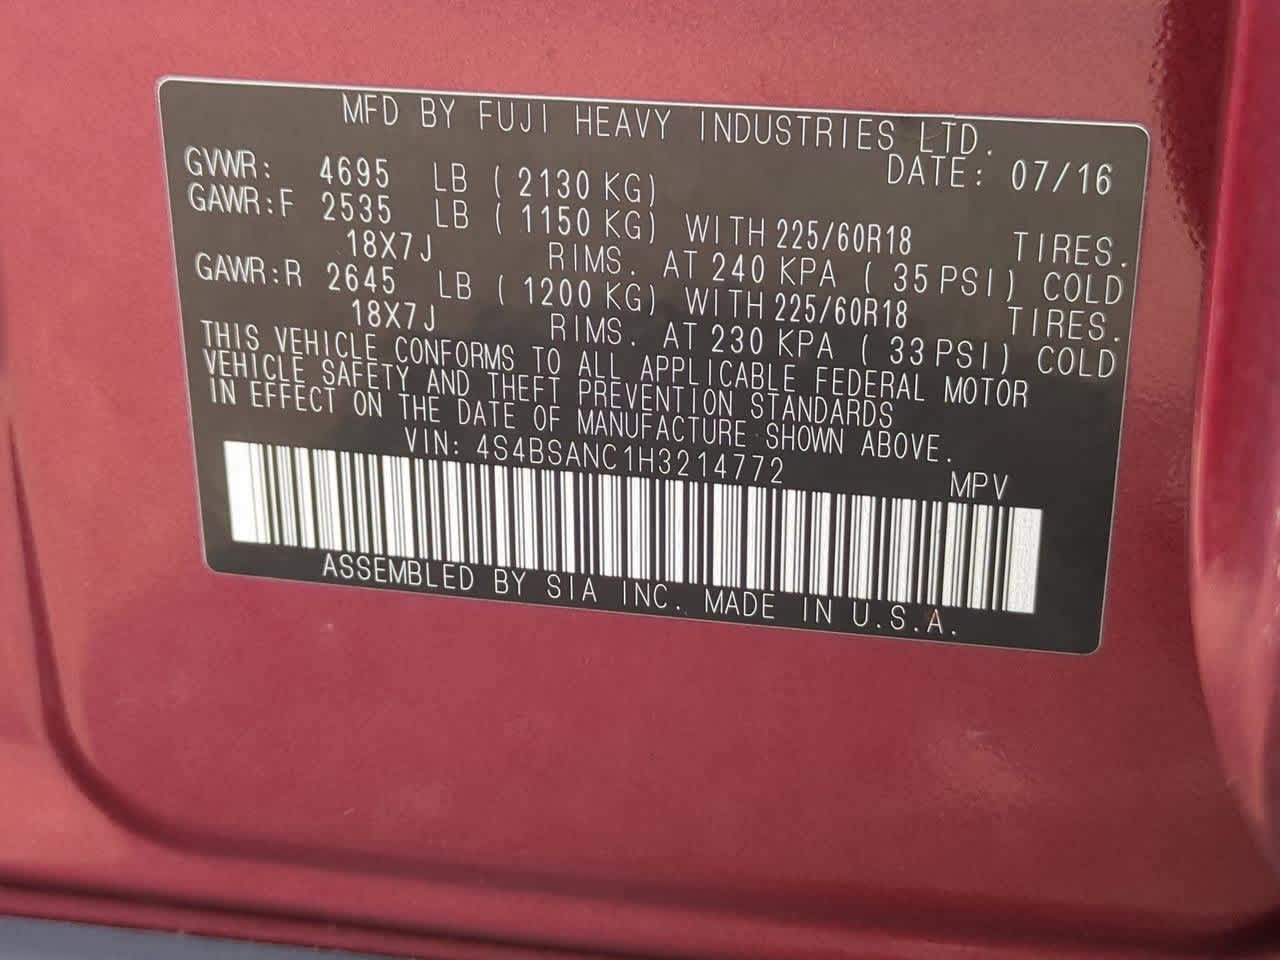 MFD BY FUJI HEAVY INDUSTRIES LTD.
DATE: 07/16
GVWR: 4695 LB ( 2130 KG)
GAWR:F 2535 LB ( 1150 KG) WITH 225/60R18 TIRES.
18X7J RIMS. AT 240 KPA ( 35 PSI) COLD
GAWR:R 2645 LB ( 1200 KG) WITH 225/60R18 TIRES.
18X7J RIMS. AT 230 KPA ( 33 PSI) COLD
THIS VEHICLE CONFORMS TO ALL APPLICABLE FEDERAL MOTOR
VEHICLE SAFETY AND THEFT PREVENTION STANDARDS
IN EFFECT ON THE DATE OF MANUFACTURE SHOWN ABOVE.
VIN: 4S4BSANC1H3214772
MPV
ASSEMBLED BY SIA INC. MADE IN U.S.A.